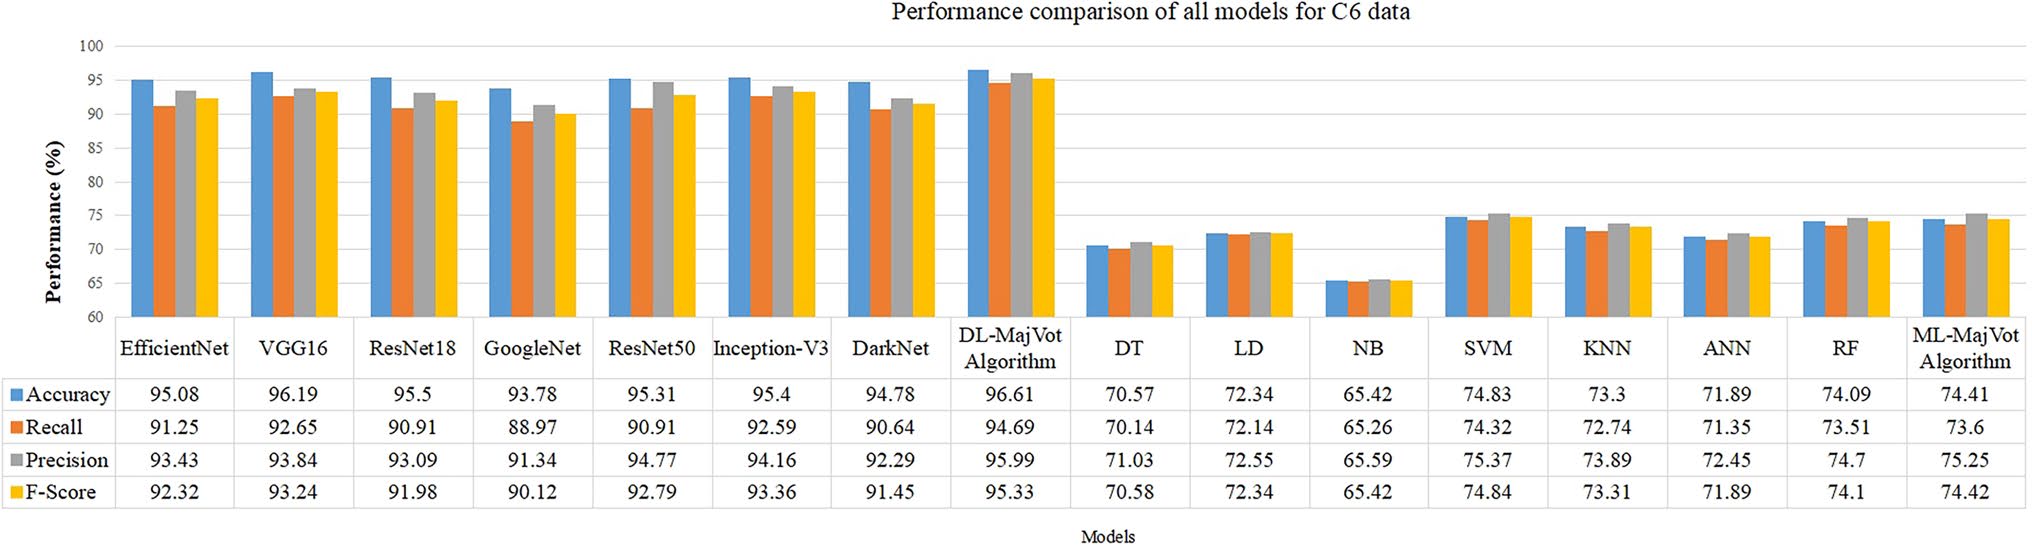 Performance comparison of all models for C6 data
Performance (%)
100
95
90
85
80
75
70
65
60
EfficientNet VGG16 ResNet18 GoogleNet ResNet50 Inception-V3 DarkNet DL-MajVot Algorithm DT LD NB SVM KNN ANN RF ML-MajVot Algorithm
Accuracy 95.08 96.19 95.5 93.78 95.31 95.4 94.78 96.61 70.57 72.34 65.42 74.83 73.3 71.89 74.09 74.41
Recall 91.25 92.65 90.91 88.97 90.91 92.59 90.64 94.69 70.14 72.14 65.26 74.32 72.74 71.35 73.51 73.6
Precision 93.43 93.84 93.09 91.34 94.77 94.16 92.29 95.99 71.03 72.55 65.59 75.37 73.89 72.45 74.7 75.25
F-Score 92.32 93.24 91.98 90.12 92.79 93.36 91.45 95.33 70.58 72.34 65.42 74.84 73.31 71.89 74.1 74.42
Models